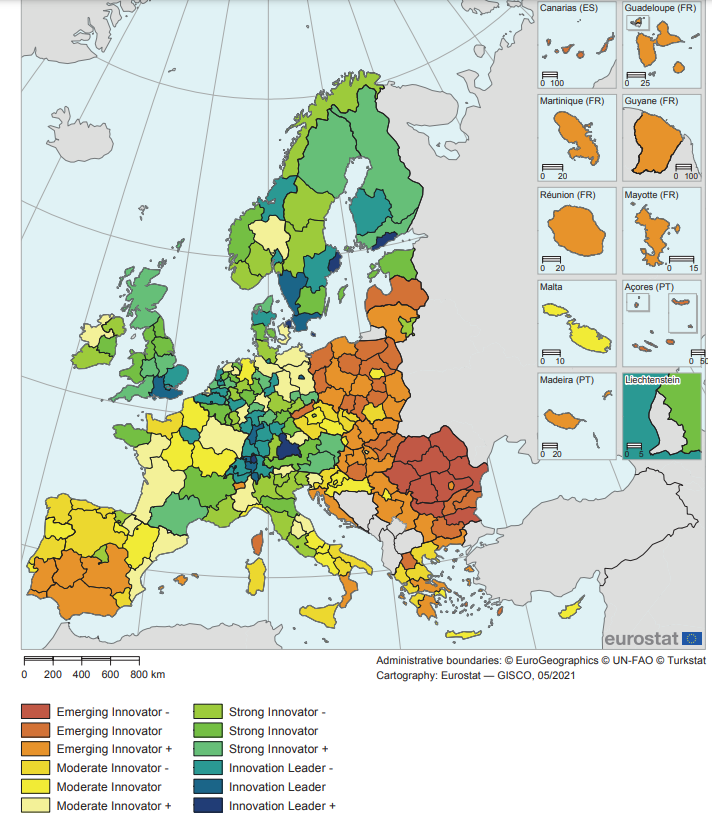 Canarias (ES)
0 100
Guadeloupe (FR)
0 25
Martinique (FR)
0 20
Guyane (FR)
0 100
Réunion (FR)
0 20
Mayotte (FR)
0 15
Malta
0 10
Açores (PT)
0 50
Madeira (PT)
0 20
Liechtenstein
0 5
eurostat
0 200 400 600 800 km
Administrative boundaries: © EuroGeographics © UN-FAO © Turkstat
Cartography: Eurostat — GISCO, 05/2021
Emerging Innovator -
Emerging Innovator
Emerging Innovator +
Moderate Innovator -
Moderate Innovator
Moderate Innovator +
Strong Innovator -
Strong Innovator
Strong Innovator +
Innovation Leader -
Innovation Leader
Innovation Leader +